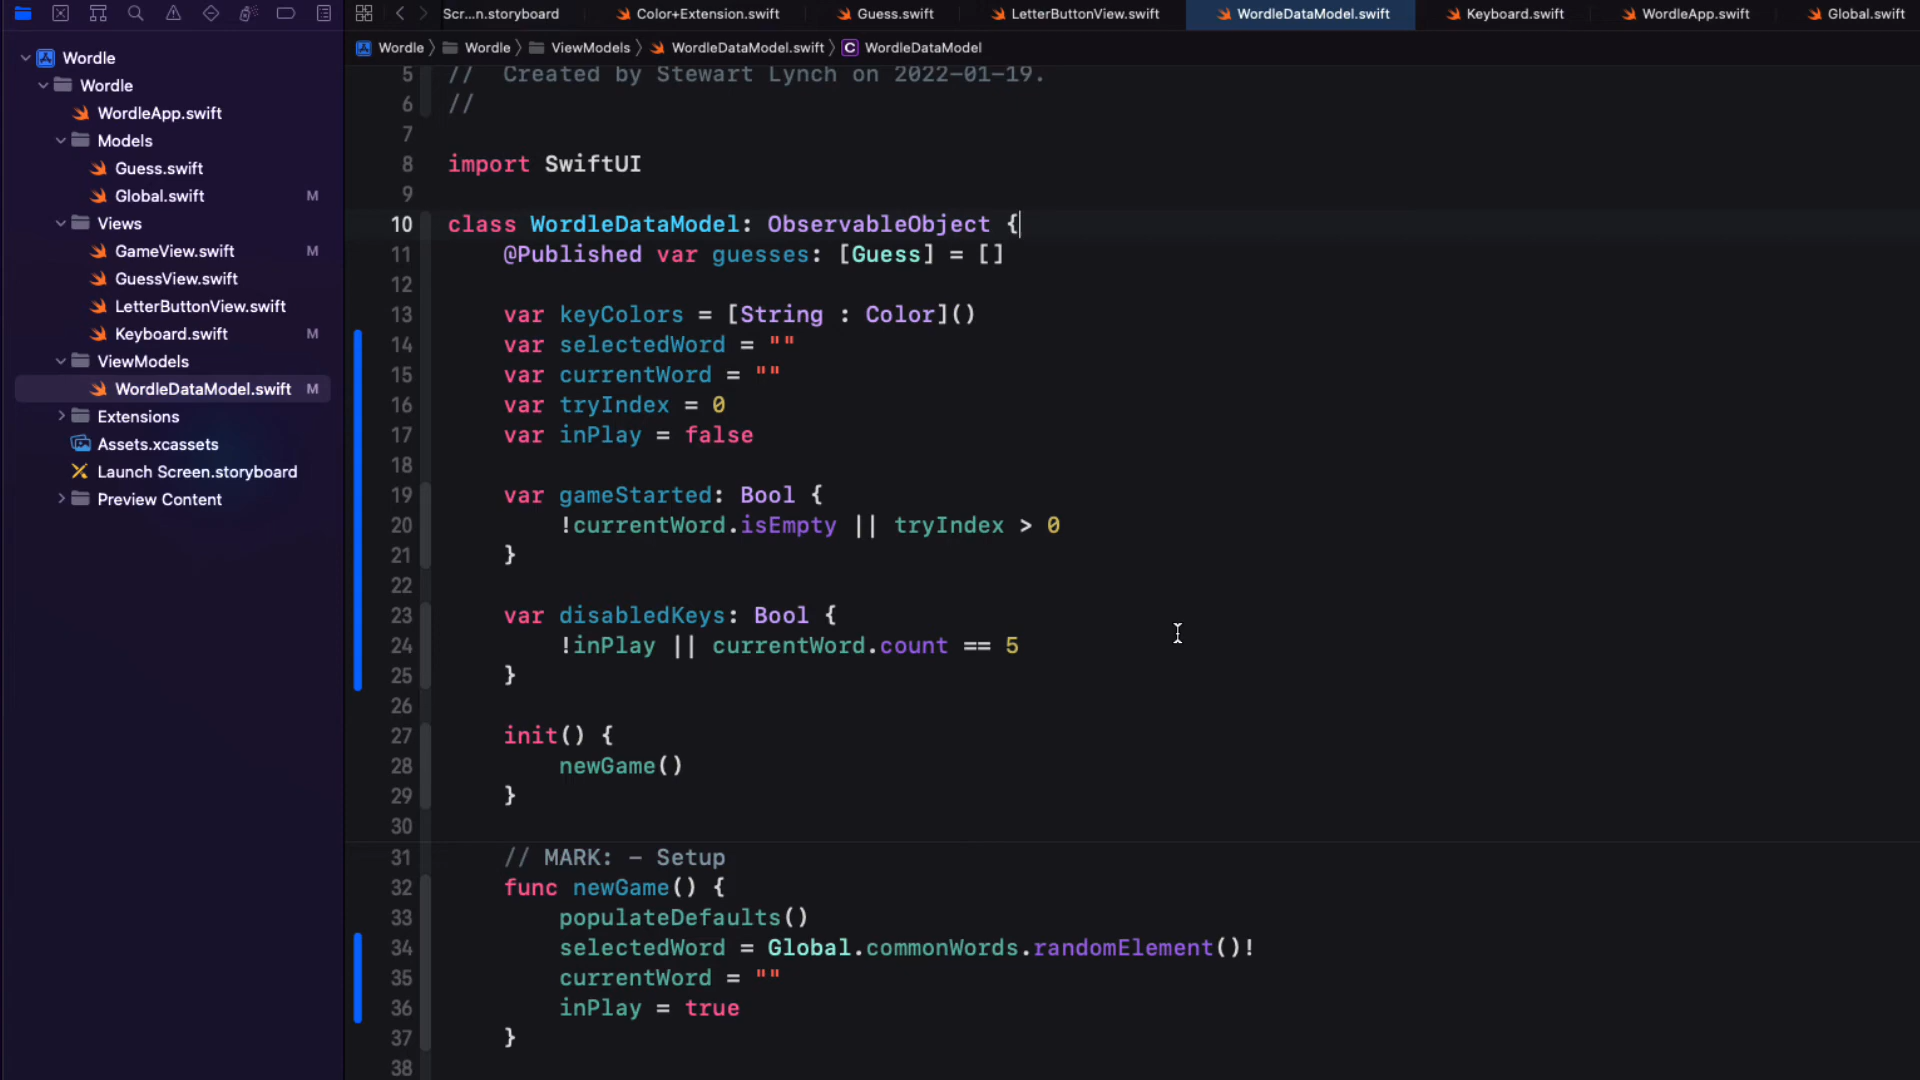 Scr...n.storyboard
Color+Extension.swift
Guess.swift
LetterButtonView.swift
WordleDataModel.swift
Keyboard.swift
WordleApp.swift
Global.swift
Wordle
Wordle
ViewModels
WordleDataModel.swift
C WordleDataModel
Wordle
Wordle
WordleApp.swift
Models
Guess.swift
Global.swift M
Views
GameView.swift M
GuessView.swift
LetterButtonView.swift
Keyboard.swift M
ViewModels
WordleDataModel.swift M
Extensions
Assets.xcassets
Launch Screen.storyboard
Preview Content
5 // Created by Stewart Lynch on 2022-01-19.
6 //
7
8 import SwiftUI
9
10 class WordleDataModel: ObservableObject {
11 @Published var guesses: [Guess] = []
12
13 var keyColors = [String : Color]()
14 var selectedWord = ""
15 var currentWord = ""
16 var tryIndex = 0
17 var inPlay = false
18
19 var gameStarted: Bool {
20 !currentWord.isEmpty || tryIndex > 0
21 }
22
23 var disabledKeys: Bool {
24 !inPlay || currentWord.count == 5
25 }
26
27 init() {
28 newGame()
29 }
30
31 // MARK: - Setup
32 func newGame() {
33 populateDefaults()
34 selectedWord = Global.commonWords.randomElement()!
35 currentWord = ""
36 inPlay = true
37 }
38